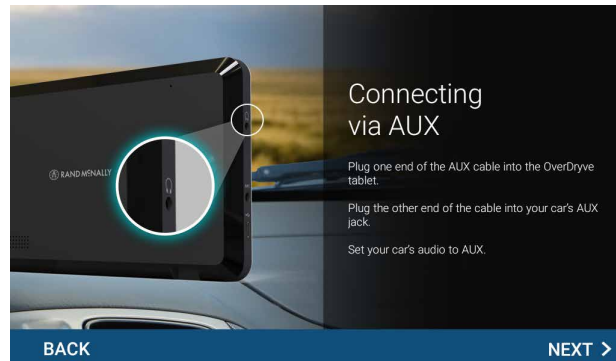 RAND MCNALLY
Connecting
via AUX
Plug one end of the AUX cable into the OverDryve
tablet.
Plug the other end of the cable into your car's AUX
jack.
Set your car's audio to AUX.
BACK
NEXT >